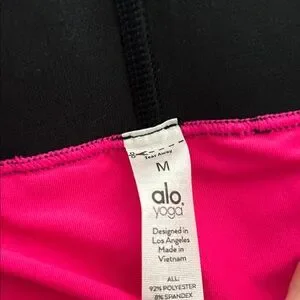 Tear Away
M
alo
yoga
Designed in
Los Angeles
Made in
Vietnam
ALL:
92% POLYESTER
8% SPANDEX